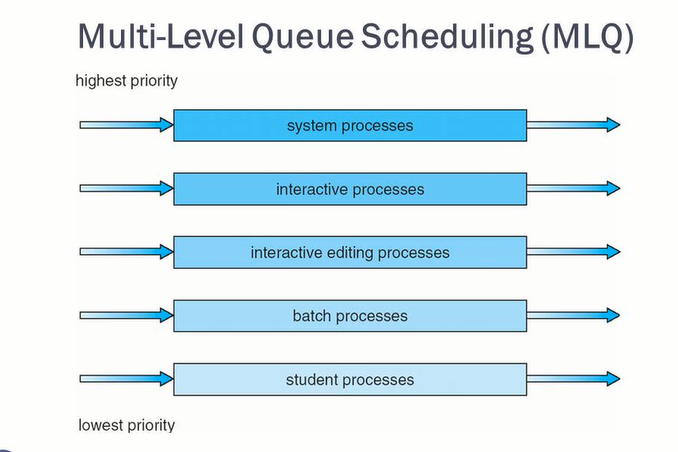 Multi-Level Queue Scheduling (MLQ)
highest priority
system processes
interactive processes
interactive editing processes
batch processes
student processes
lowest priority